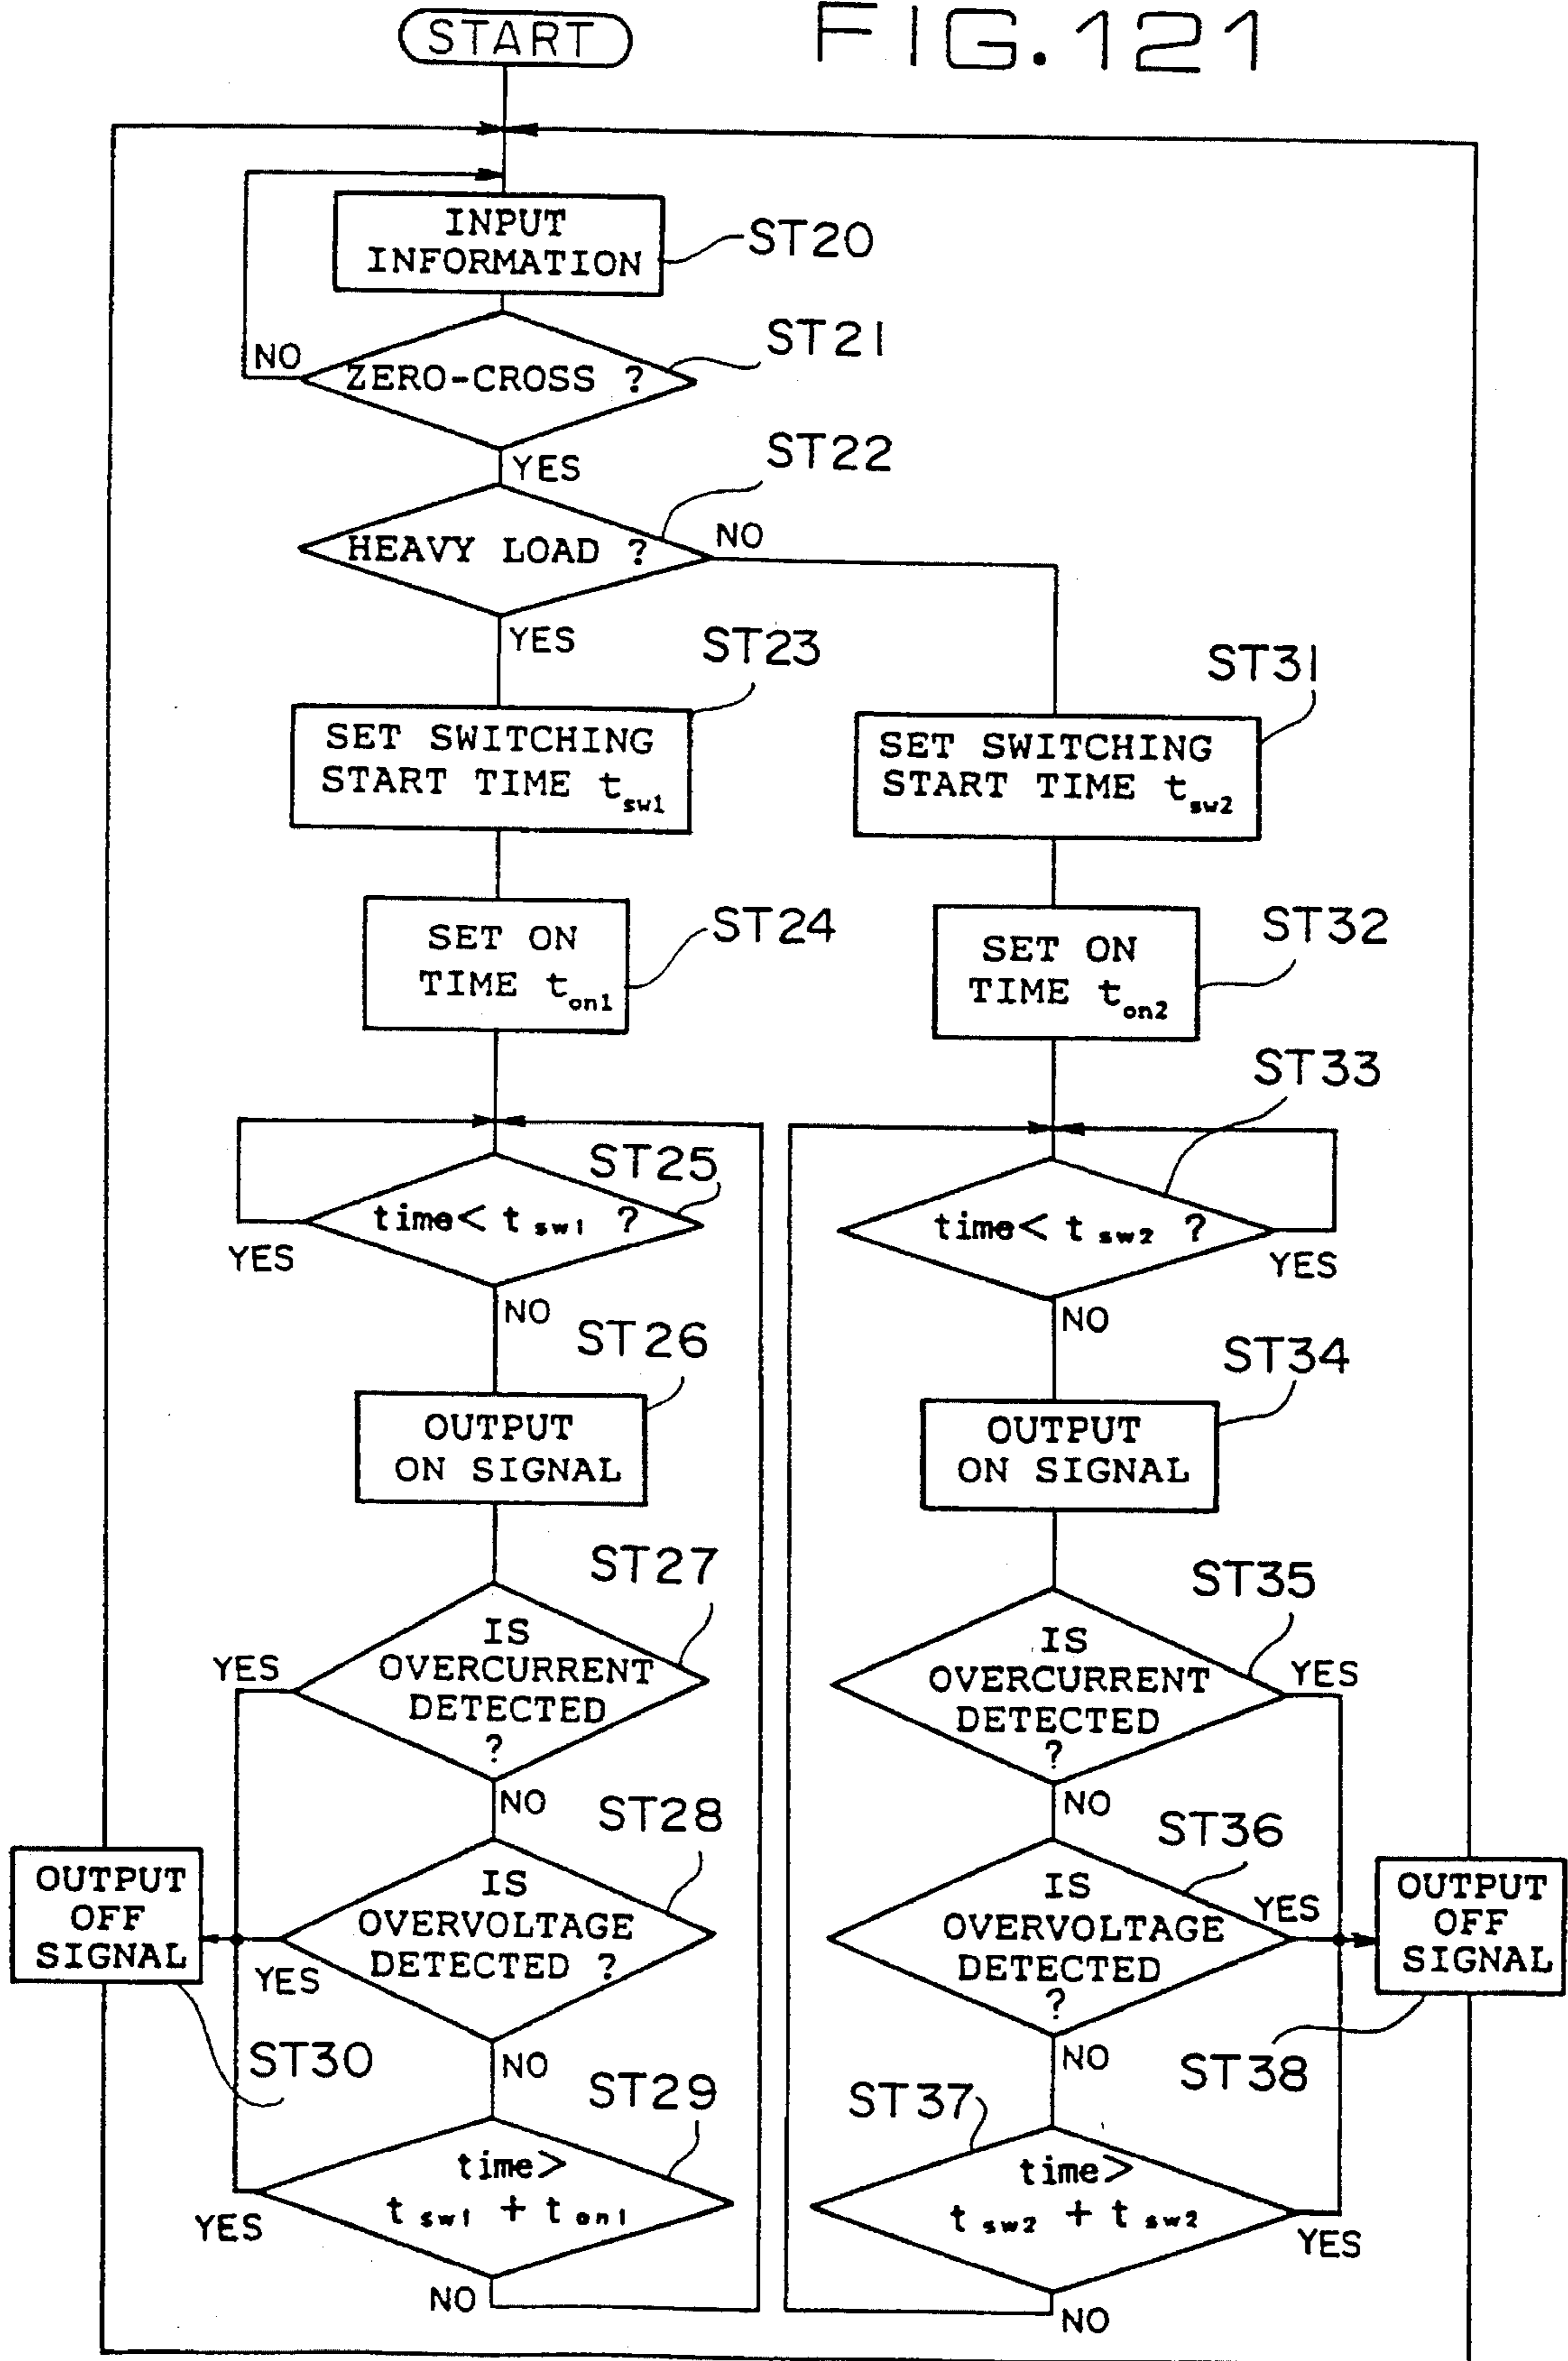 FIG. 121
START
INPUT
INFORMATION
ST20
ZERO-CROSS ?
ST21
NO
YES
HEAVY LOAD ?
ST22
NO
YES
SET SWITCHING
START TIME tsw1
ST23
SET ON
TIME ton1
ST24
time< tsw1 ?
ST25
YES
NO
OUTPUT
ON SIGNAL
ST26
IS
OVERCURRENT
DETECTED
?
ST27
YES
NO
IS
OVERVOLTAGE
DETECTED ?
ST28
YES
NO
time>
tsw1 + ton1
ST29
YES
NO
OUTPUT
OFF
SIGNAL
ST30
SET SWITCHING
START TIME tsw2
ST31
SET ON
TIME ton2
ST32
time< tsw2 ?
ST33
YES
NO
OUTPUT
ON SIGNAL
ST34
IS
OVERCURRENT
DETECTED
?
ST35
YES
NO
IS
OVERVOLTAGE
DETECTED
?
ST36
YES
NO
time>
tsw2 + tsw2
ST37
YES
NO
OUTPUT
OFF
SIGNAL
ST38